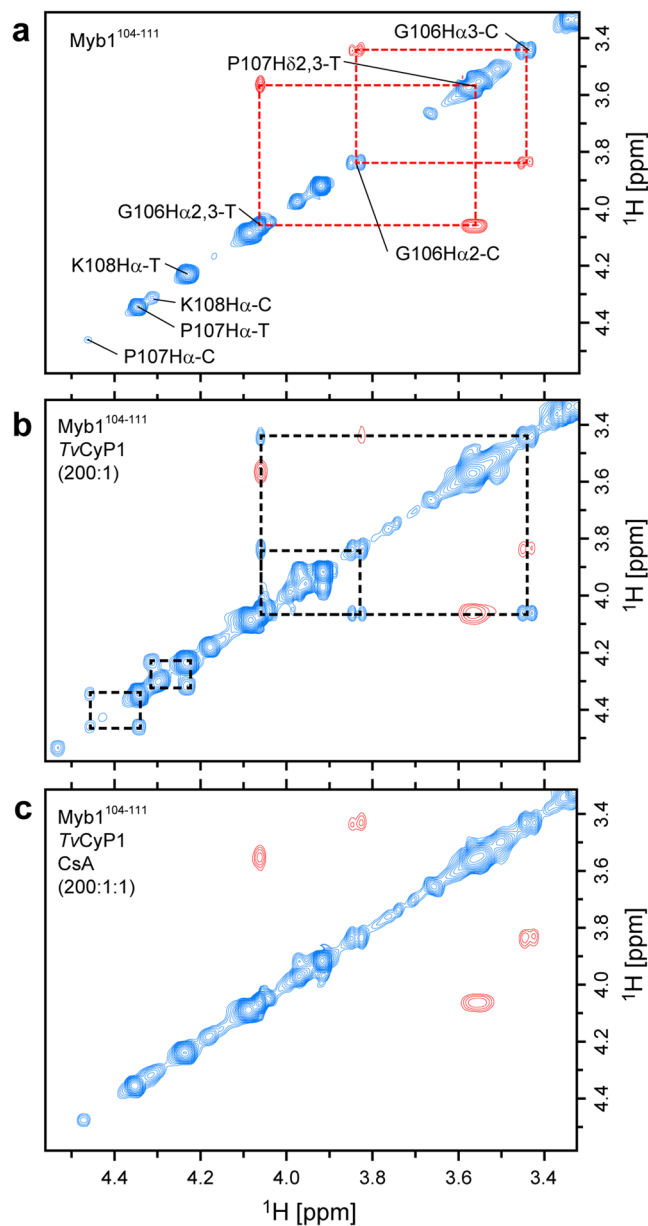 a
Myb1¹⁰⁴⁻¹¹¹
G106Hα3-C
P107Hδ2,3-T
G106Hα2,3-T
G106Hα2-C
K108Hα-T
K108Hα-C
P107Hα-T
P107Hα-C
3.4
3.6
3.8
4.0
4.2
4.4
¹H [ppm]
b
Myb1¹⁰⁴⁻¹¹¹
TvCyP1
(200:1)
3.4
3.6
3.8
4.0
4.2
4.4
¹H [ppm]
c
Myb1¹⁰⁴⁻¹¹¹
TvCyP1
CsA
(200:1:1)
3.4
3.6
3.8
4.0
4.2
4.4
¹H [ppm]
4.4 4.2 4.0 3.8 3.6 3.4
¹H [ppm]